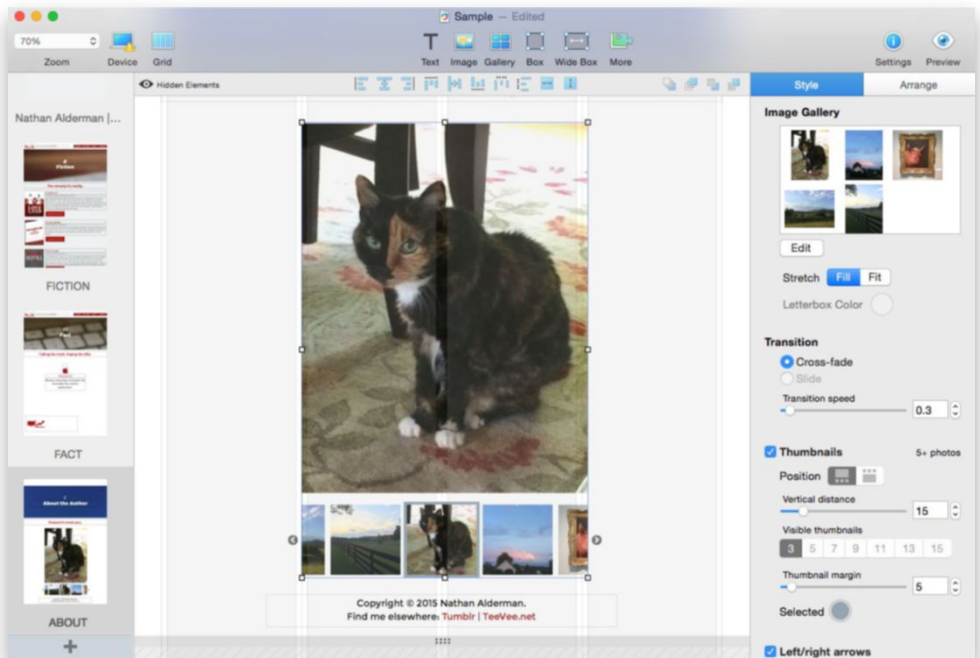 Sample — Edited
70%
Zoom
Device
Grid
Text
Image
Gallery
Box
Wide Box
More
Settings
Preview
Hidden Elements
Style
Arrange
Nathan Alderman |...
Fiction
FICTION
Fact
FACT
About the Author
ABOUT
Copyright © 2015 Nathan Alderman.
Find me elsewhere: Tumblr | TeeVee.net
Image Gallery
Edit
Stretch Fill Fit
Letterbox Color
Transition
Cross-fade
Slide
Transition speed
0.3
Thumbnails 5+ photos
Position
Vertical distance
15
Visible thumbnails
3 5 7 9 11 13 15
Thumbnail margin
5
Selected
Left/right arrows